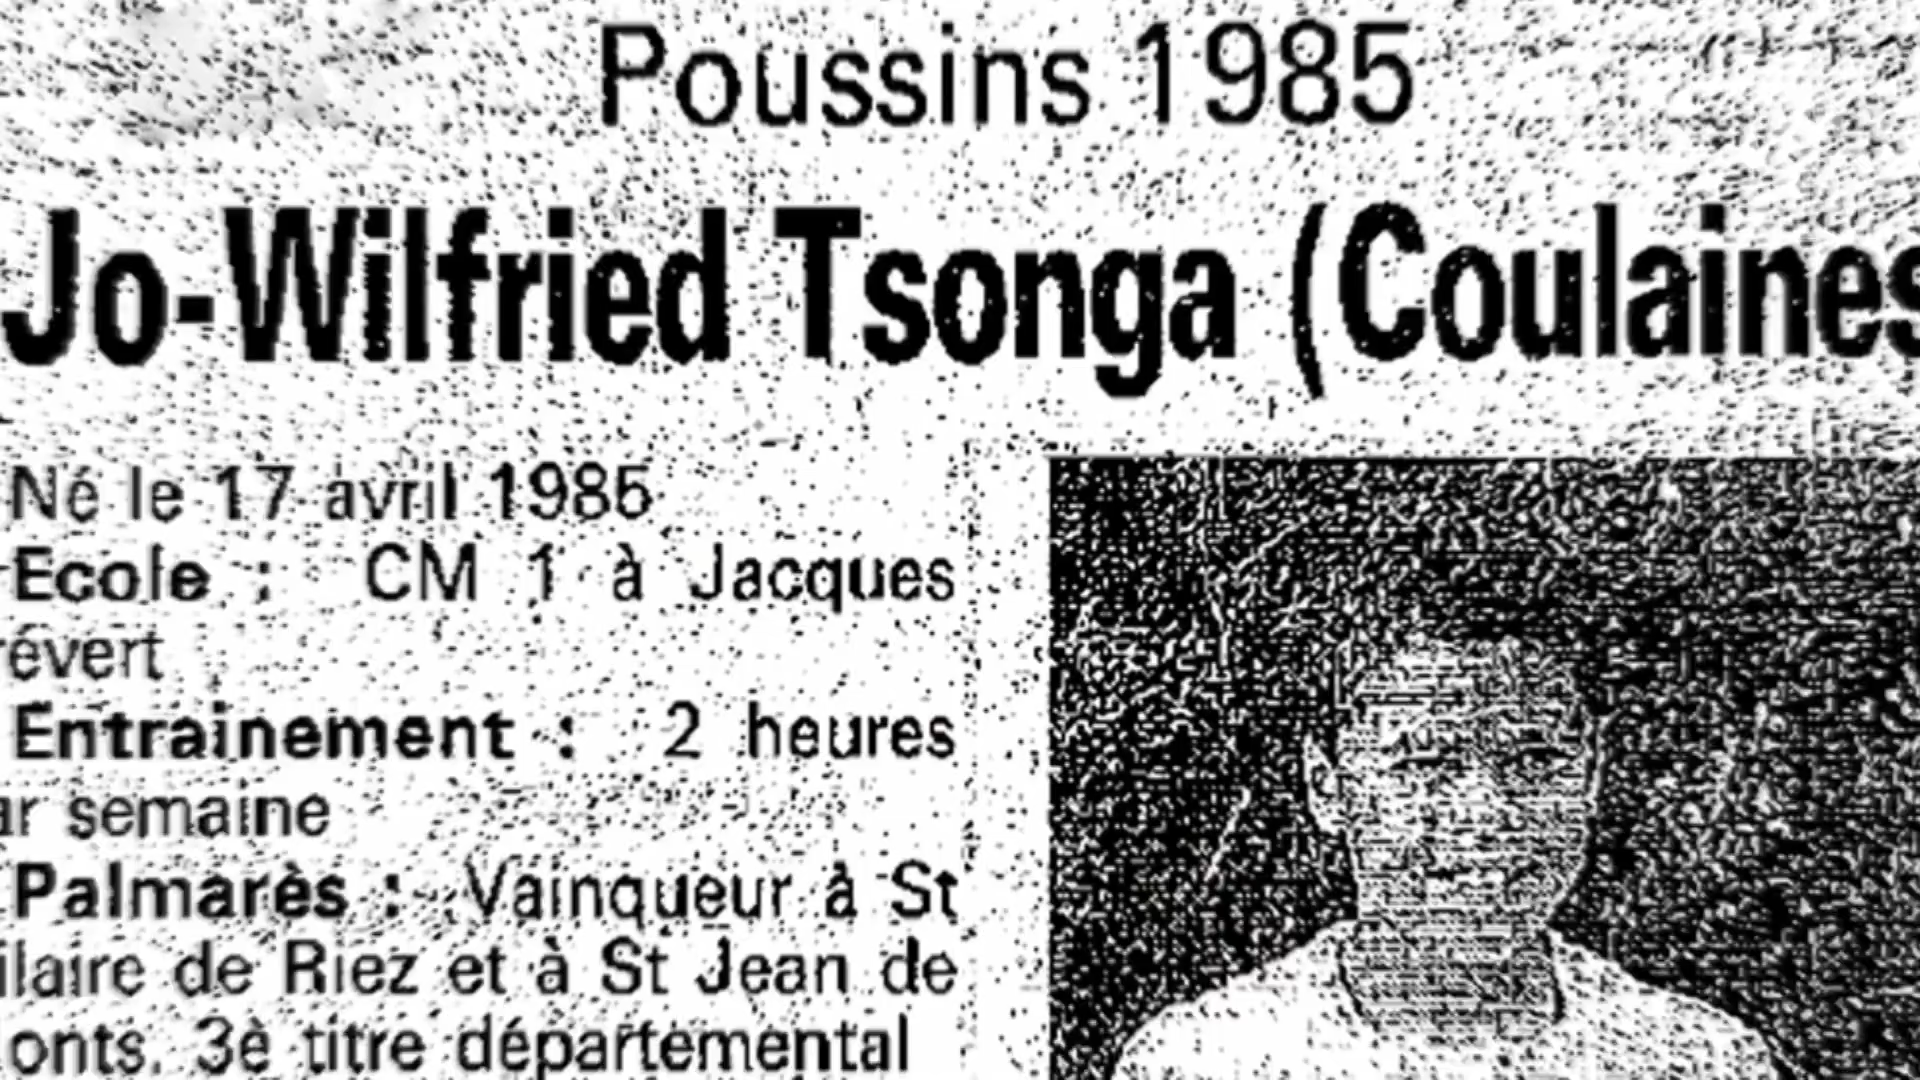 Poussins 1985
Jo-Wilfried Tsonga (Coulaines
Né le 17 avril 1985
Ecole : CM 1 à Jacques
révert
Entrainement : 2 heures
ar semaine
Palmarès : Vainqueur à St
ilaire de Riez et à St Jean de
onts. 3è titre départemental